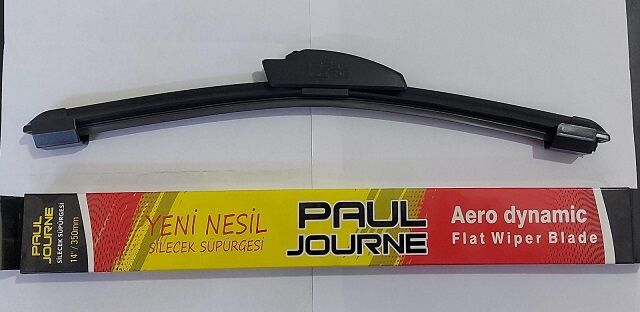 PAUL
JOURNE
SİLECEK SÜPÜRGESİ
14" / 350mm
YENİ NESİL
SİLECEK SÜPÜRGESİ
PAUL
JOURNE
Aero dynamic
Flat Wiper Blade